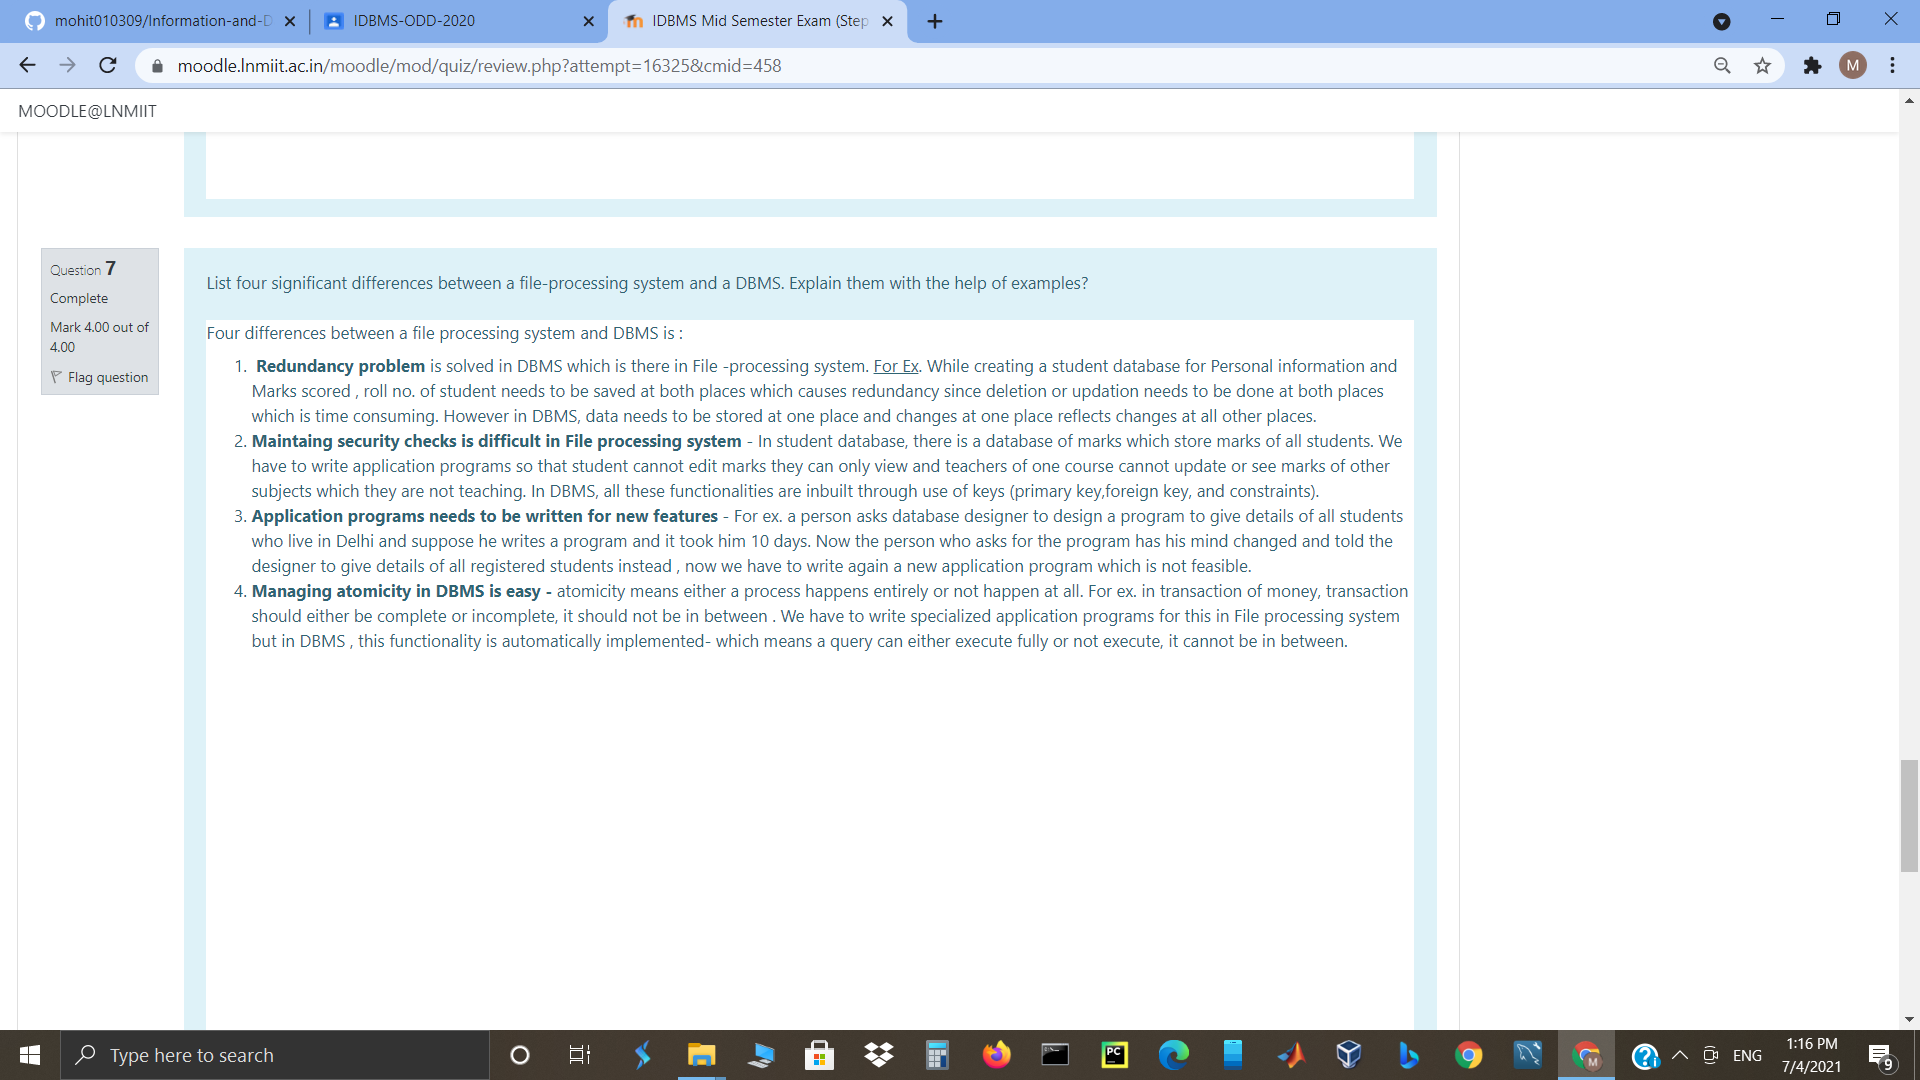 mohit010309/Information-and-D
IDBMS-ODD-2020
IDBMS Mid Semester Exam (Step
moodle.lnmiit.ac.in/moodle/mod/quiz/review.php?attempt=16325&cmid=458
M
MOODLE@LNMIIT
Question 7
Complete
Mark 4.00 out of
4.00
Flag question
List four significant differences between a file-processing system and a DBMS. Explain them with the help of examples?
Four differences between a file processing system and DBMS is :
1. Redundancy problem is solved in DBMS which is there in File -processing system. For Ex. While creating a student database for Personal information and
Marks scored , roll no. of student needs to be saved at both places which causes redundancy since deletion or updation needs to be done at both places
which is time consuming. However in DBMS, data needs to be stored at one place and changes at one place reflects changes at all other places.
2. Maintaing security checks is difficult in File processing system - In student database, there is a database of marks which store marks of all students. We
have to write application programs so that student cannot edit marks they can only view and teachers of one course cannot update or see marks of other
subjects which they are not teaching. In DBMS, all these functionalities are inbuilt through use of keys (primary key,foreign key, and constraints).
3. Application programs needs to be written for new features - For ex. a person asks database designer to design a program to give details of all students
who live in Delhi and suppose he writes a program and it took him 10 days. Now the person who asks for the program has his mind changed and told the
designer to give details of all registered students instead , now we have to write again a new application program which is not feasible.
4. Managing atomicity in DBMS is easy - atomicity means either a process happens entirely or not happen at all. For ex. in transaction of money, transaction
should either be complete or incomplete, it should not be in between . We have to write specialized application programs for this in File processing system
but in DBMS , this functionality is automatically implemented- which means a query can either execute fully or not execute, it cannot be in between.
Type here to search
PC
M
ENG
1:16 PM
7/4/2021
9